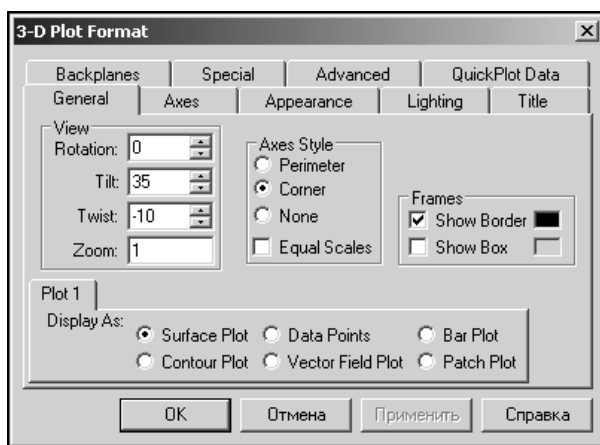 3-D Plot Format
Backplanes Special Advanced QuickPlot Data
General Axes Appearance Lighting Title
View
Rotation: 0
Tilt: 35
Twist: -10
Zoom: 1
Axes Style
Perimeter
Corner
None
Equal Scales
Frames
Show Border
Show Box
Plot 1
Display As:
Surface Plot Data Points Bar Plot
Contour Plot Vector Field Plot Patch Plot
OK Отмена Применить Справка